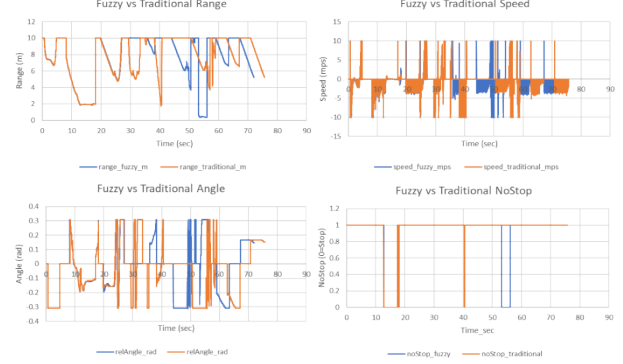 Fuzzy vs Traditional Range
12
10
8
6
4
2
0
Range (m)
0 10 20 30 40 50 60 70 80 90
Time (sec)
range_fuzzy_m range_traditional_m
Fuzzy vs Traditional Speed
15
10
5
0
-5
-10
-15
Speed (mps)
0 10 20 30 40 50 60 70 80 90
Time (sec)
speed_fuzzy_mps speed_traditional_mps
Fuzzy vs Traditional Angle
0.4
0.3
0.2
0.1
0
-0.1
-0.2
-0.3
-0.4
Angle (rad)
0 10 20 30 40 50 60 70 80 90
Time (sec)
relAngle_rad relAngle_rad
Fuzzy vs Traditional NoStop
1.2
1
0.8
0.6
0.4
0.2
0
NoStop (0=Stop)
0 10 20 30 40 50 60 70 80 90
Time_sec
noStop_fuzzy noStop_traditional